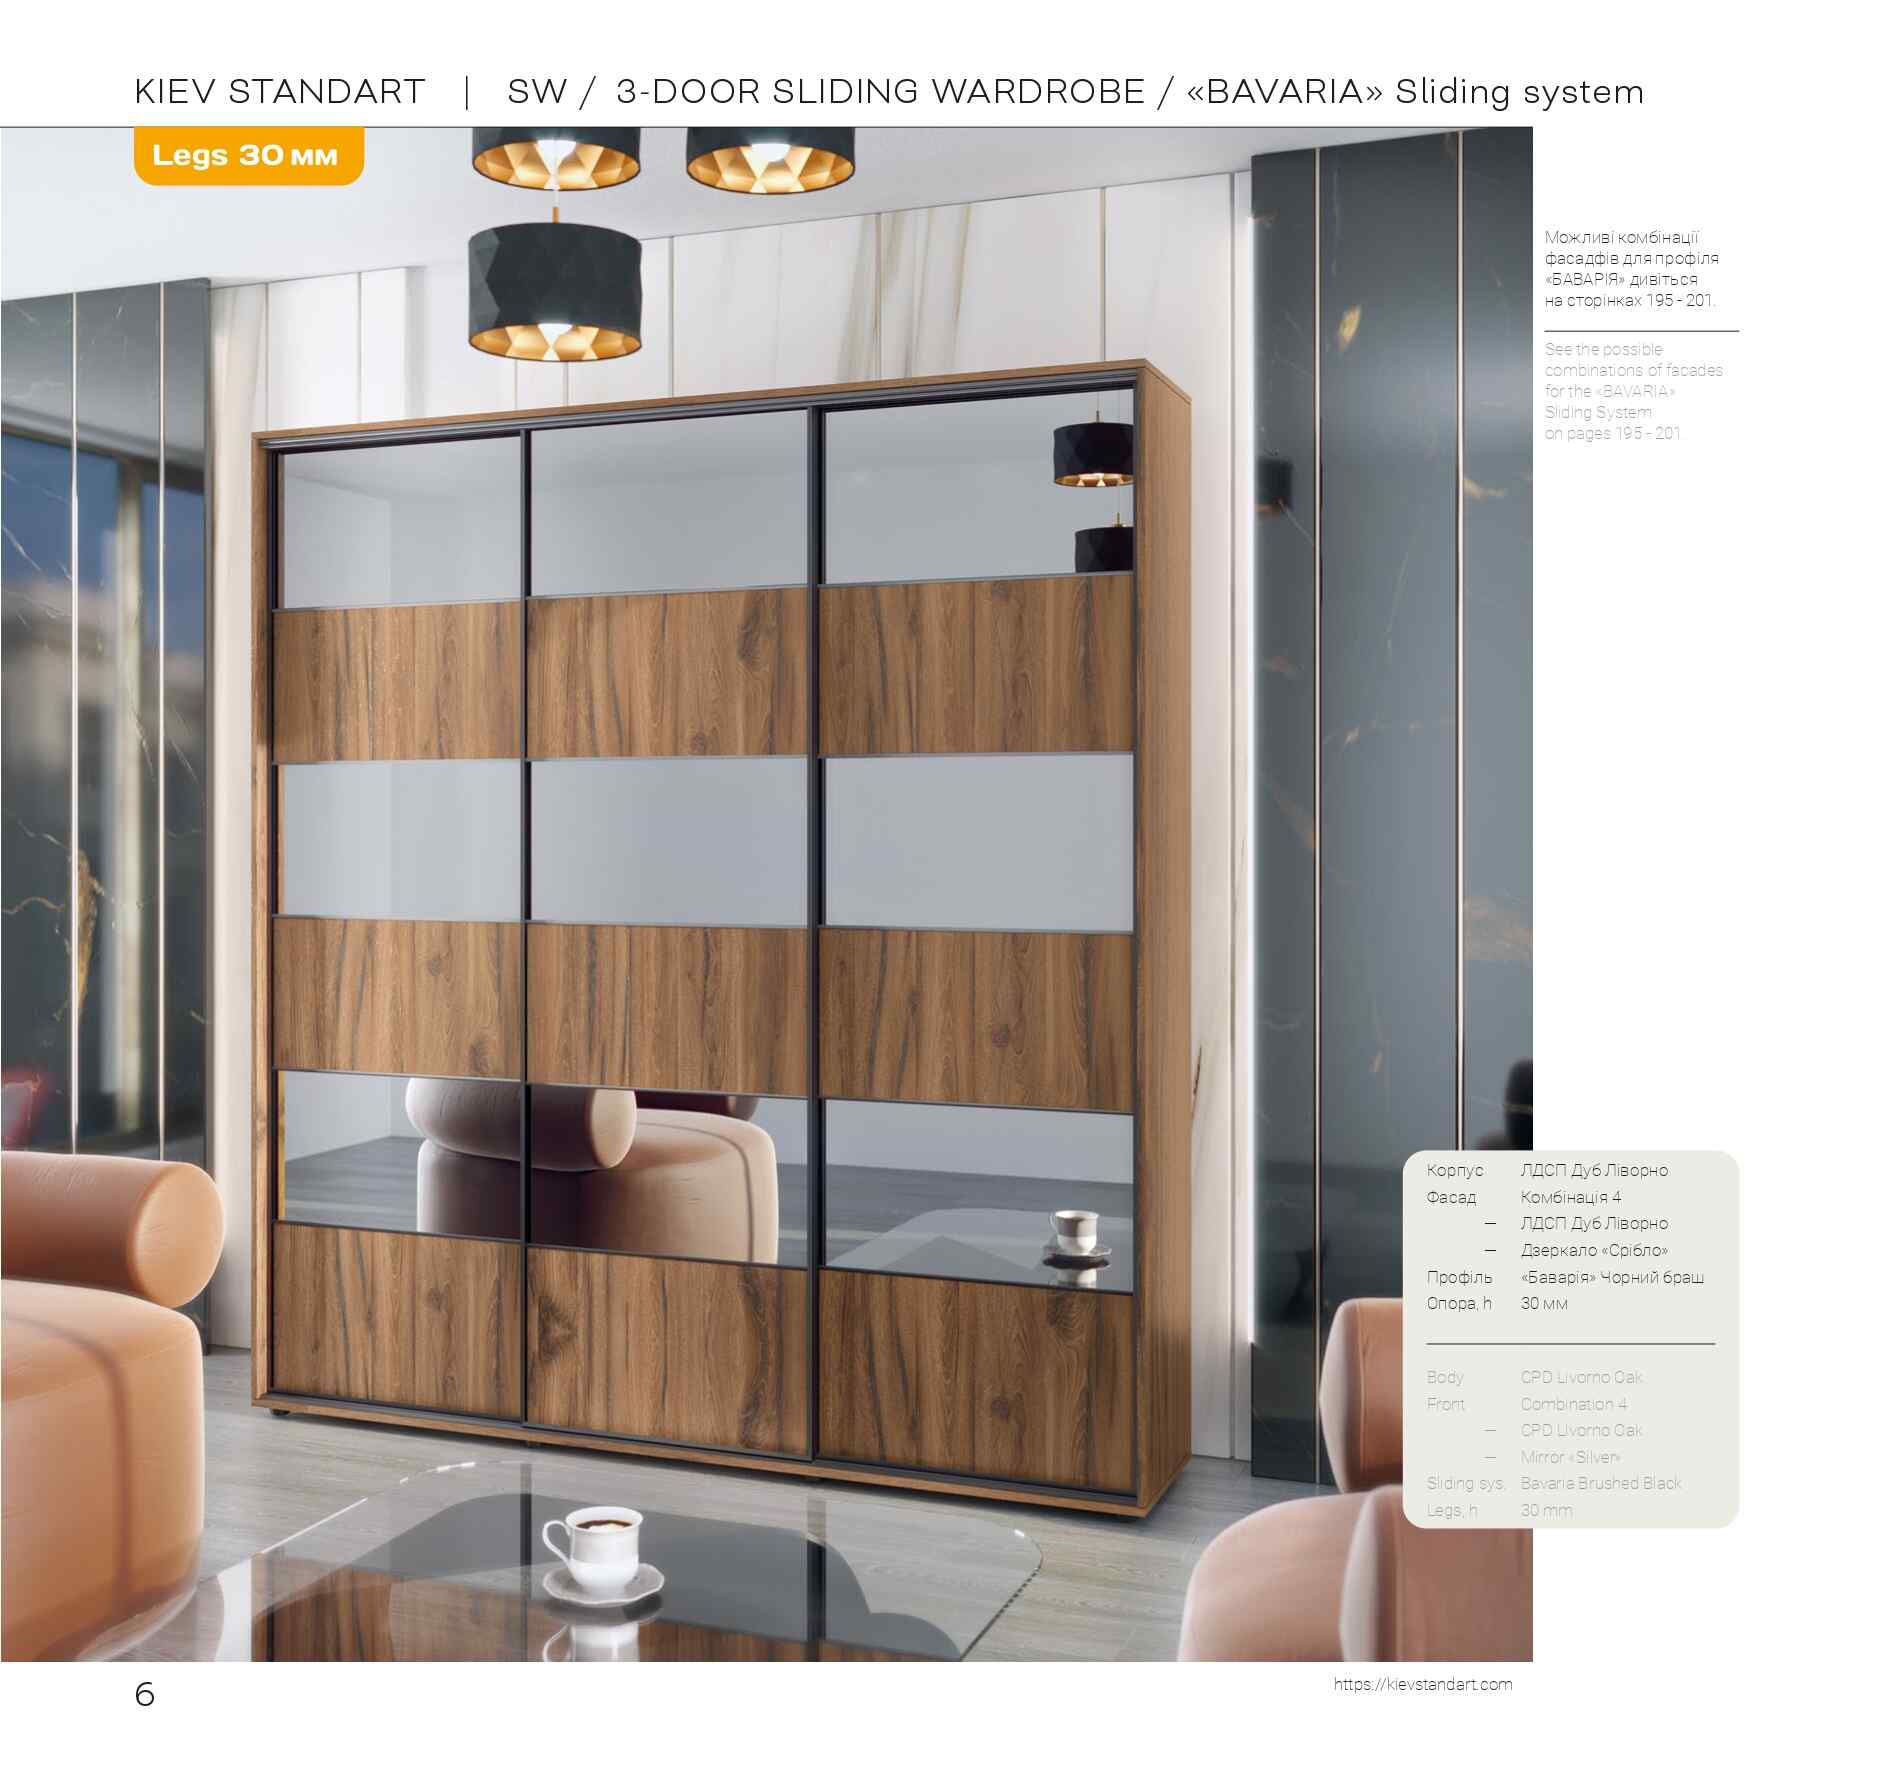 KIEV STANDART | SW / 3-DOOR SLIDING WARDROBE / «BAVARIA» Sliding system
Legs 30 мм
Можливі комбінації
фасадфів для профіля
«БАВАРІЯ» дивіться
на сторінках 195 - 201.
See the possible
combinations of facades
for the «BAVARIA»
Sliding System
on pages 195 - 201.
Корпус ЛДСП Дуб Ліворно
Фасад Комбінація 4
— ЛДСП Дуб Ліворно
— Дзеркало «Срібло»
Профіль «Баварія» Чорний браш
Опора, h 30 мм
Body CPD Livorno Oak
Front Combination 4
— CPD Livorno Oak
— Mirror «Silver»
Sliding sys. Bavaria Brushed Black
Legs, h 30 mm
6
https://kievstandart.com